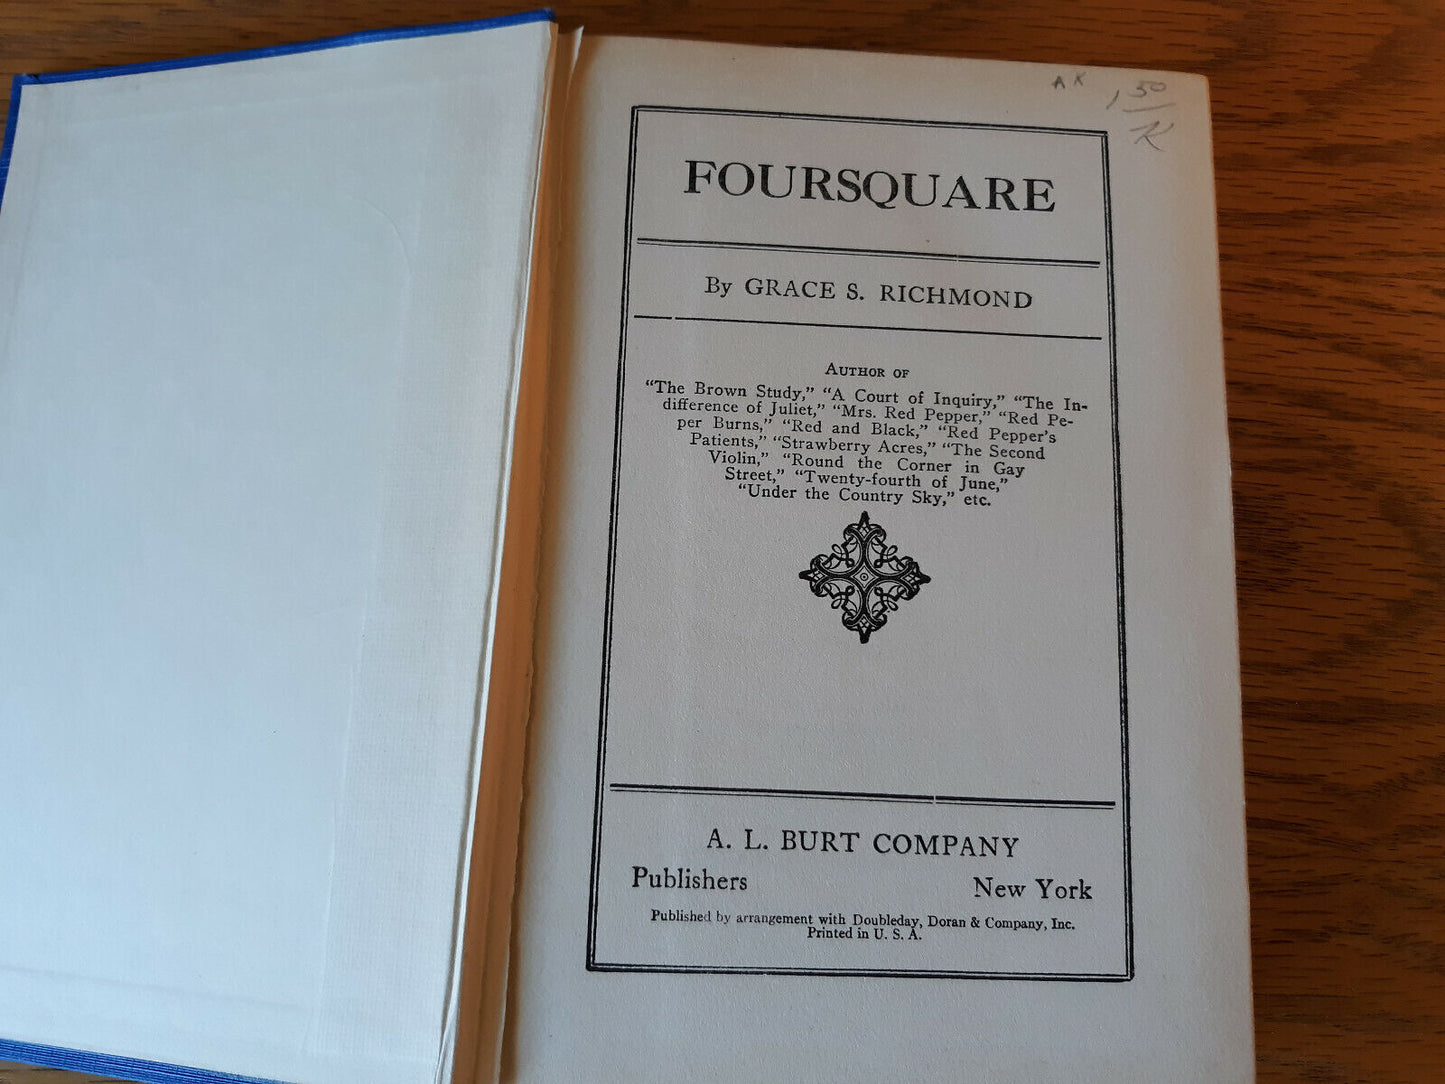 AK
1 50
K
FOURSQUARE
By GRACE S. RICHMOND
AUTHOR OF
"The Brown Study," "A Court of Inquiry," "The In-
difference of Juliet," "Mrs. Red Pepper," "Red Pe-
per Burns," "Red and Black," "Red Pepper's
Patients," "Strawberry Acres," "The Second
Violin," "Round the Corner in Gay
Street," "Twenty-fourth of June,"
"Under the Country Sky," etc.
A. L. BURT COMPANY
Publishers New York
Published by arrangement with Doubleday, Doran & Company, Inc.
Printed in U. S. A.